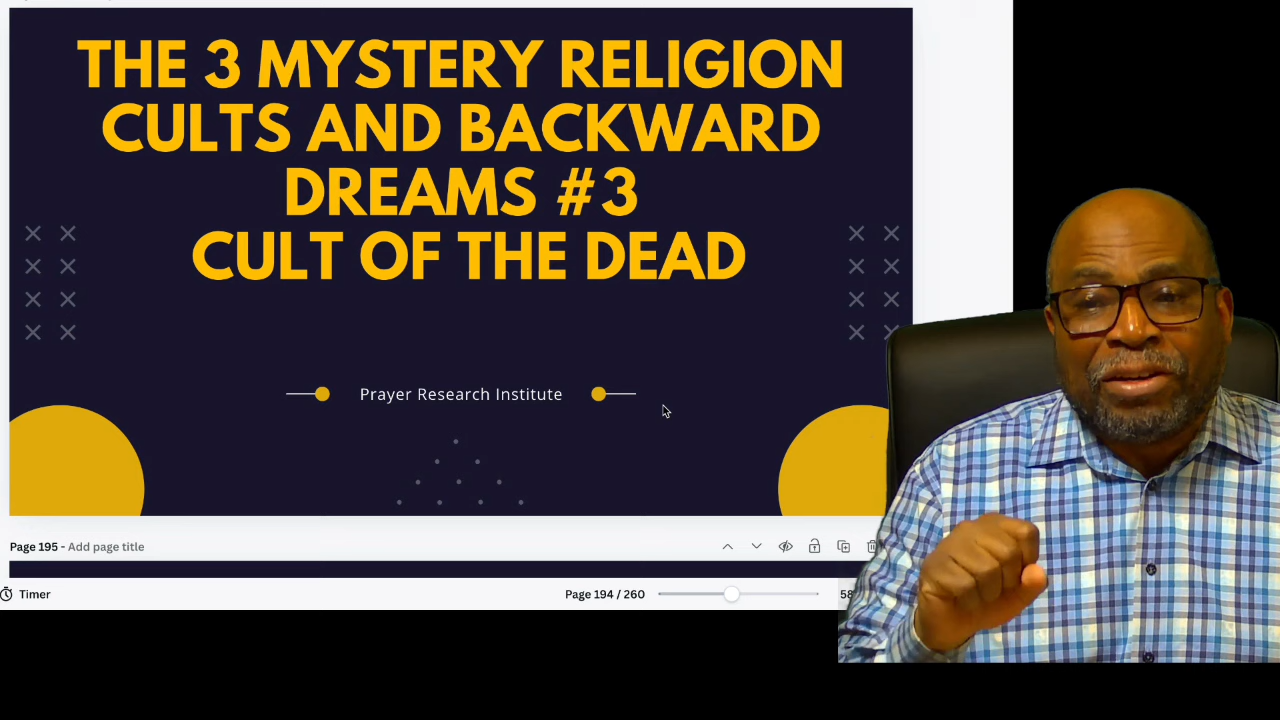 THE 3 MYSTERY RELIGION
CULTS AND BACKWARD
DREAMS #3
CULT OF THE DEAD
Prayer Research Institute
Page 195 - Add page title
Timer
Page 194 / 260